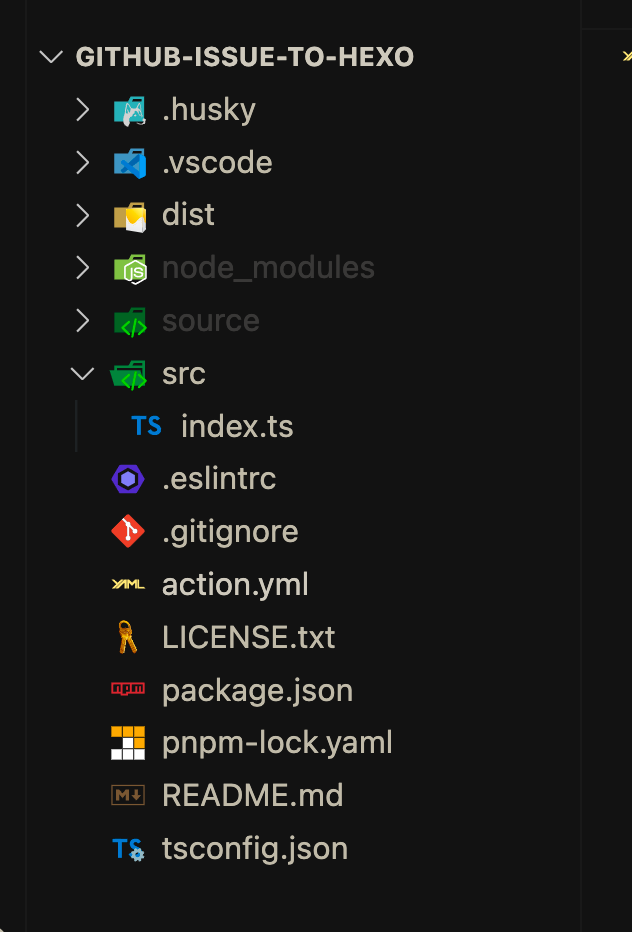 GITHUB-ISSUE-TO-HEXO
.husky
.vscode
dist
node_modules
source
src
TS index.ts
.eslintrc
.gitignore
YAML action.yml
LICENSE.txt
npm package.json
pnpm-lock.yaml
M↓ README.md
TS tsconfig.json